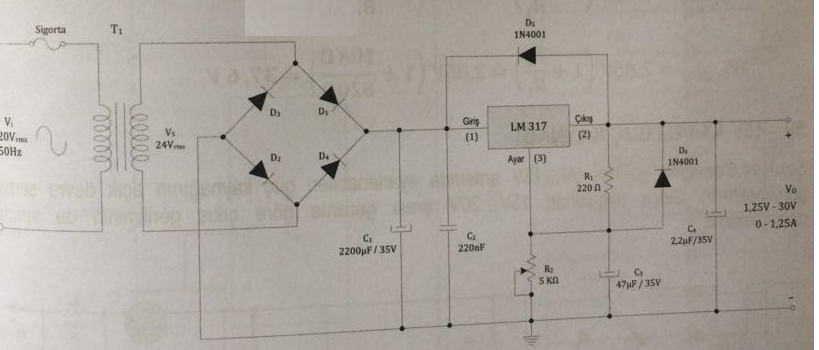 Sigorta
T₁
Vᵢ
20Vrms
50Hz
Vs
24Vrms
D₃
D₁
D₂
D₄
C₁
2200µF / 35V
C₂
220nF
D₅
1N4001
Giriş
(1)
LM 317
Çıkış
(2)
Ayar (3)
R₁
220 Ω
D₆
1N4001
R₂
5 KΩ
C₃
47µF / 35V
C₄
2,2µF/35V
+
V₀
1,25V - 30V
0 - 1,25A
-